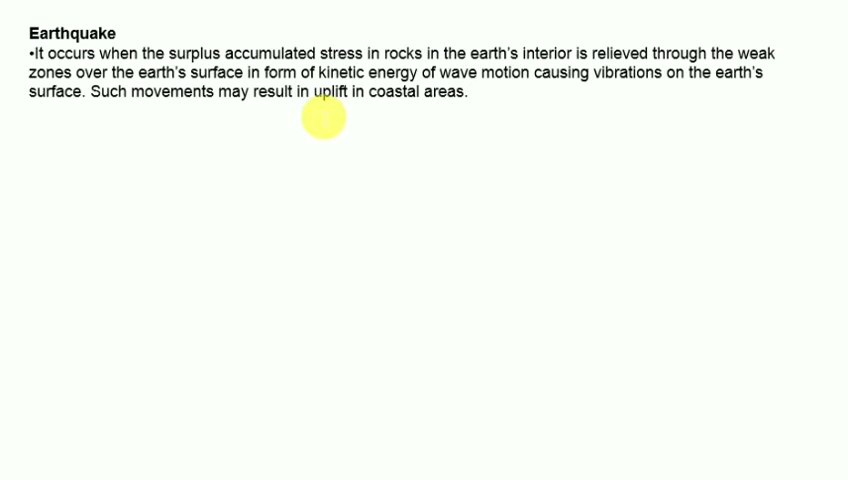 Earthquake
•It occurs when the surplus accumulated stress in rocks in the earth's interior is relieved through the weak
zones over the earth's surface in form of kinetic energy of wave motion causing vibrations on the earth's
surface. Such movements may result in uplift in coastal areas.